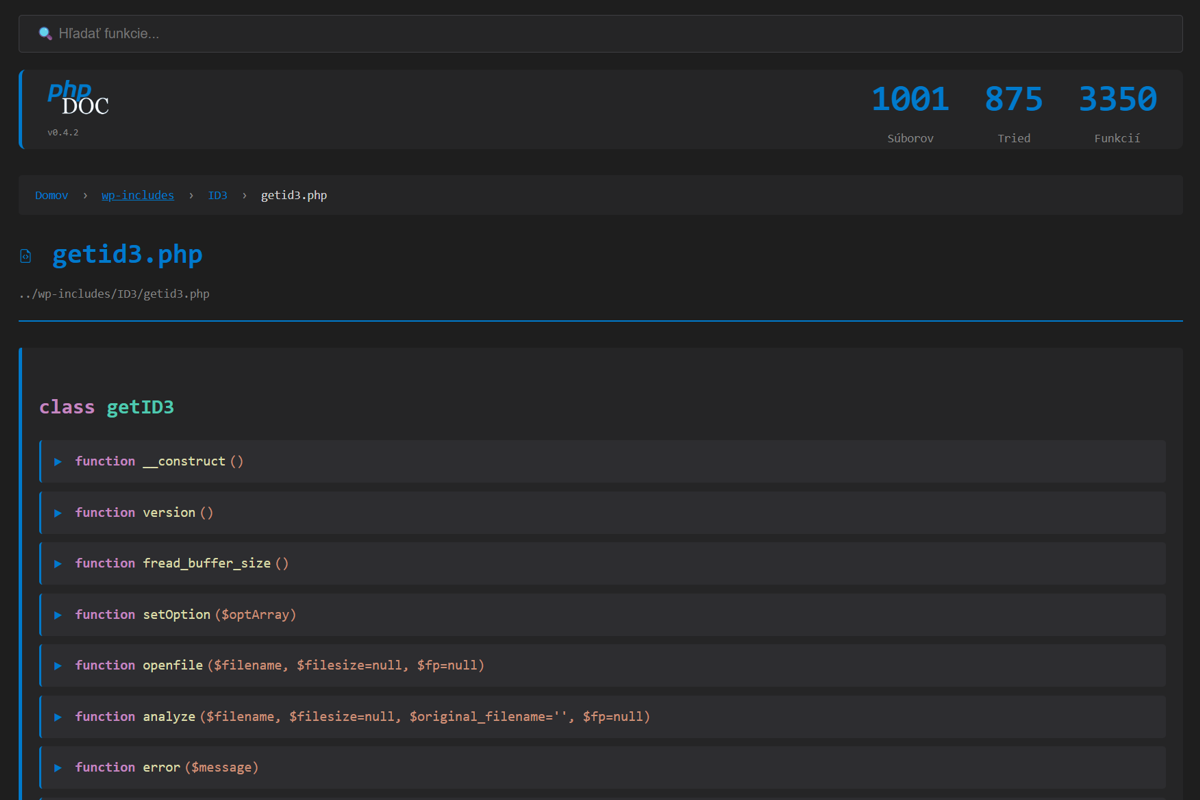 Hľadať funkcie...
php
DOC
v0.4.2
1001 875 3350
Súborov Tried Funkcií
Domov › wp-includes › ID3 › getid3.php
getid3.php
../wp-includes/ID3/getid3.php
class getID3
▶ function __construct()
▶ function version()
▶ function fread_buffer_size()
▶ function setOption($optArray)
▶ function openfile($filename, $filesize=null, $fp=null)
▶ function analyze($filename, $filesize=null, $original_filename='', $fp=null)
▶ function error($message)